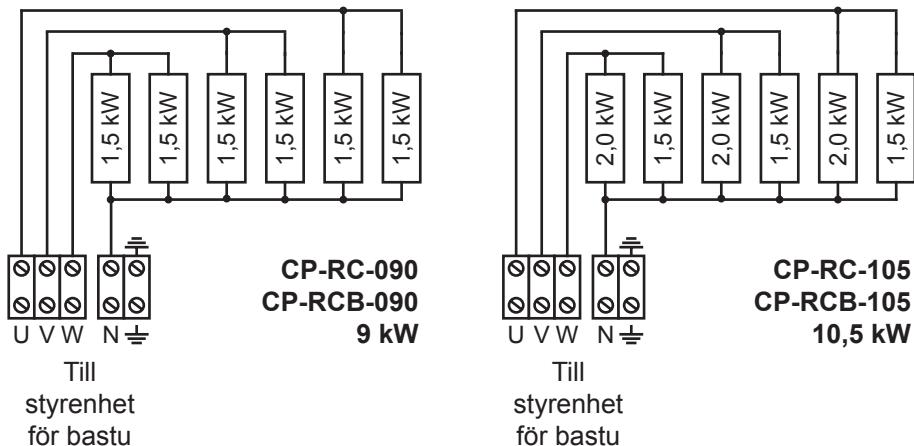 1,5 kW
1,5 kW
1,5 kW
1,5 kW
1,5 kW
1,5 kW
CP-RC-090
CP-RCB-090
9 kW
U V W N
Till
styrenhet
för bastu
2,0 kW
1,5 kW
2,0 kW
1,5 kW
2,0 kW
1,5 kW
CP-RC-105
CP-RCB-105
10,5 kW
U V W N
Till
styrenhet
för bastu